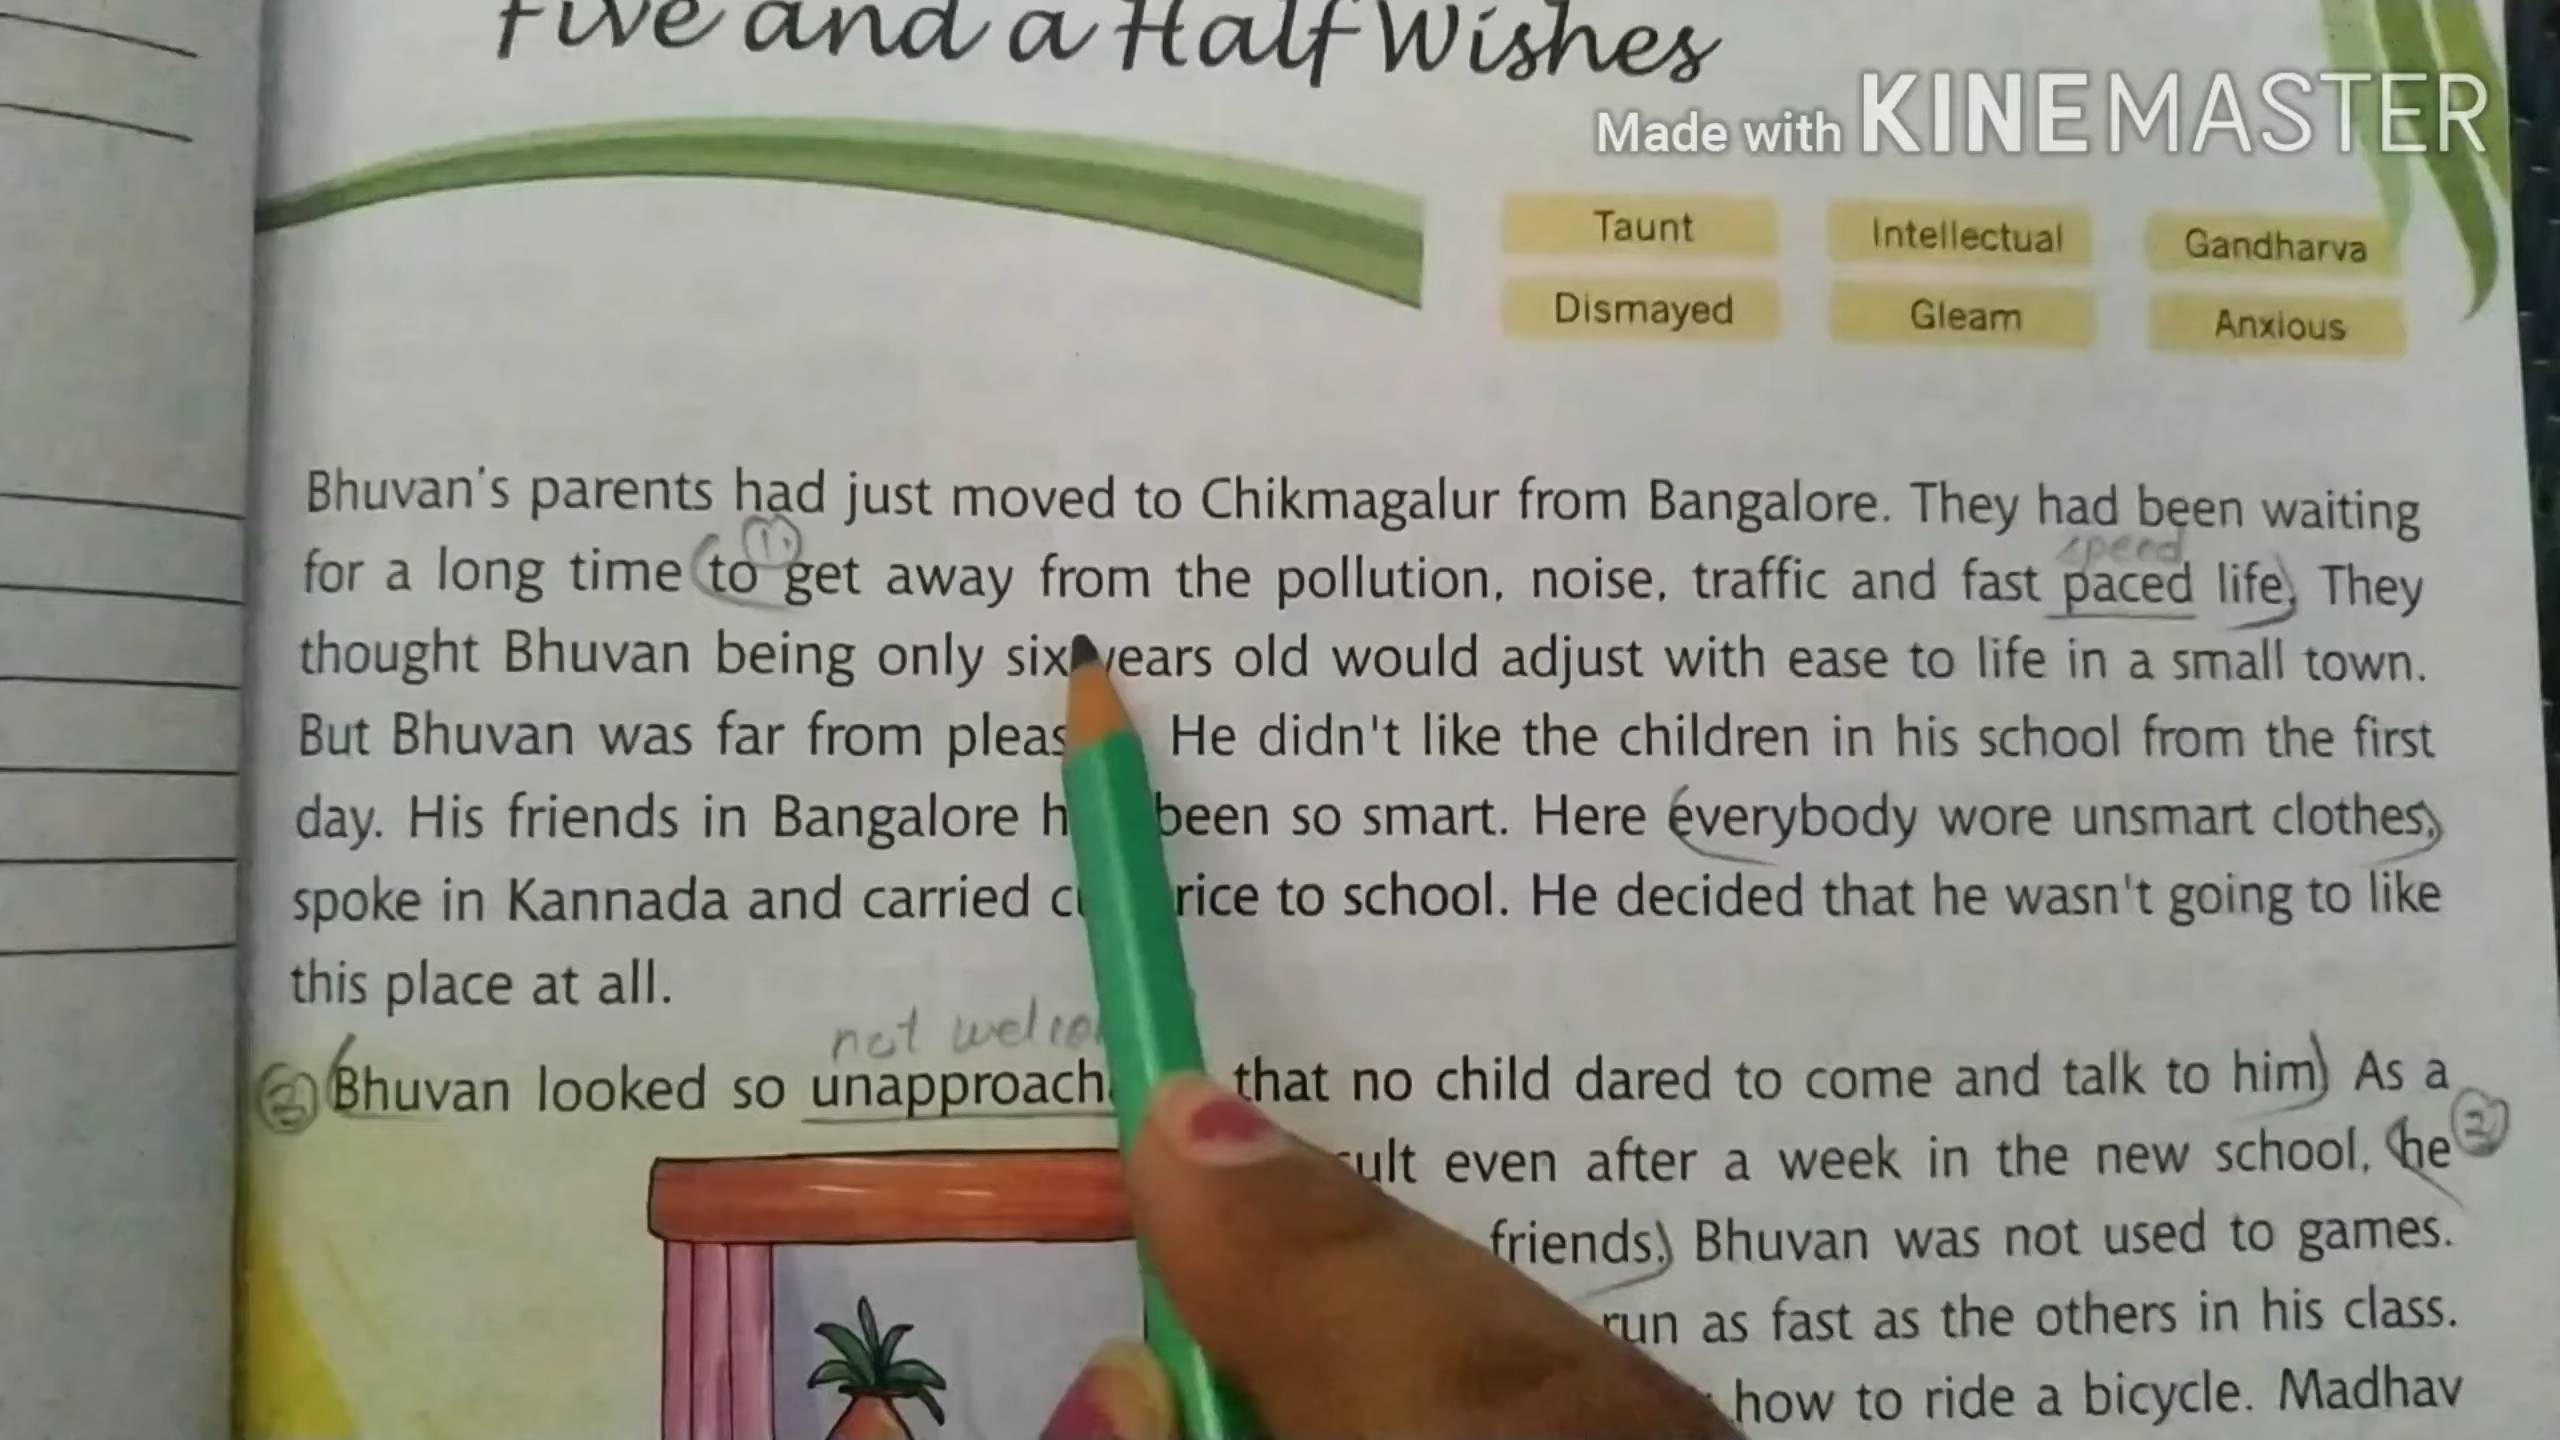 Five and a Half Wishes
Made with KINEMASTER
Taunt Intellectual Gandharva
Dismayed Gleam Anxious
Bhuvan's parents had just moved to Chikmagalur from Bangalore. They had been waiting
1.
speed
for a long time to get away from the pollution, noise, traffic and fast paced life. They
thought Bhuvan being only six years old would adjust with ease to life in a small town.
But Bhuvan was far from pleas He didn't like the children in his school from the first
day. His friends in Bangalore h been so smart. Here everybody wore unsmart clothes,
spoke in Kannada and carried cu rice to school. He decided that he wasn't going to like
this place at all.
not welco
2 Bhuvan looked so unapproacha that no child dared to come and talk to him. As a
ult even after a week in the new school, he
friends. Bhuvan was not used to games.
run as fast as the others in his class.
how to ride a bicycle. Madhav